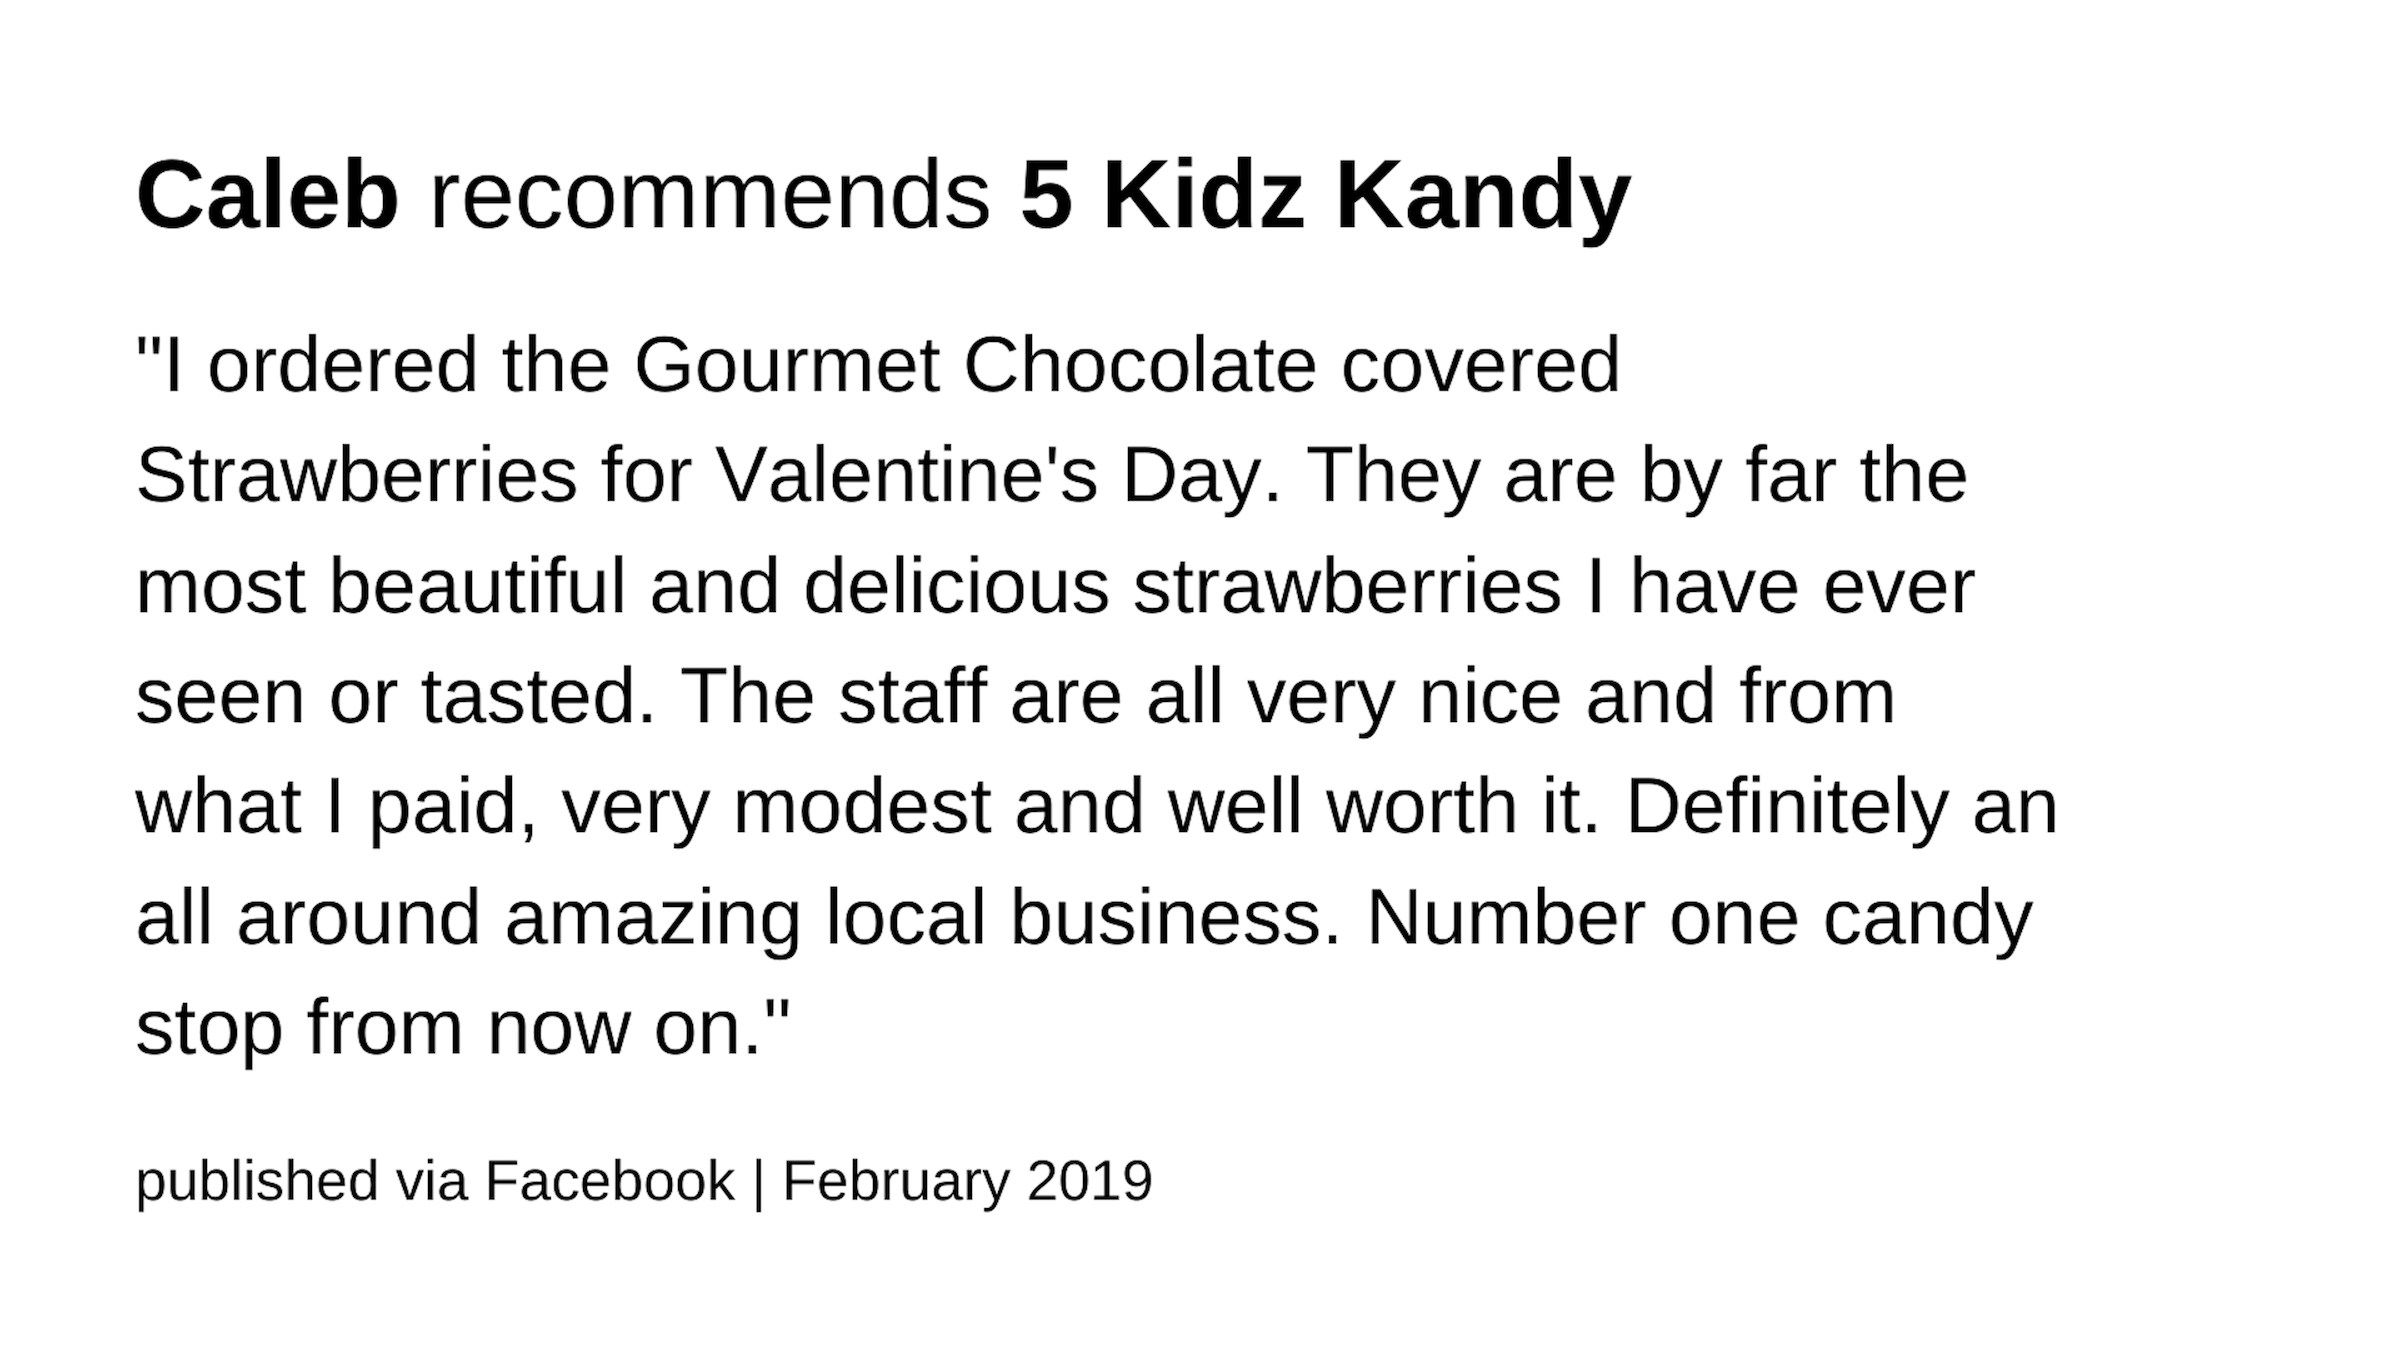 Caleb recommends 5 Kidz Kandy
"I ordered the Gourmet Chocolate covered
Strawberries for Valentine's Day. They are by far the
most beautiful and delicious strawberries I have ever
seen or tasted. The staff are all very nice and from
what I paid, very modest and well worth it. Definitely an
all around amazing local business. Number one candy
stop from now on."
published via Facebook | February 2019